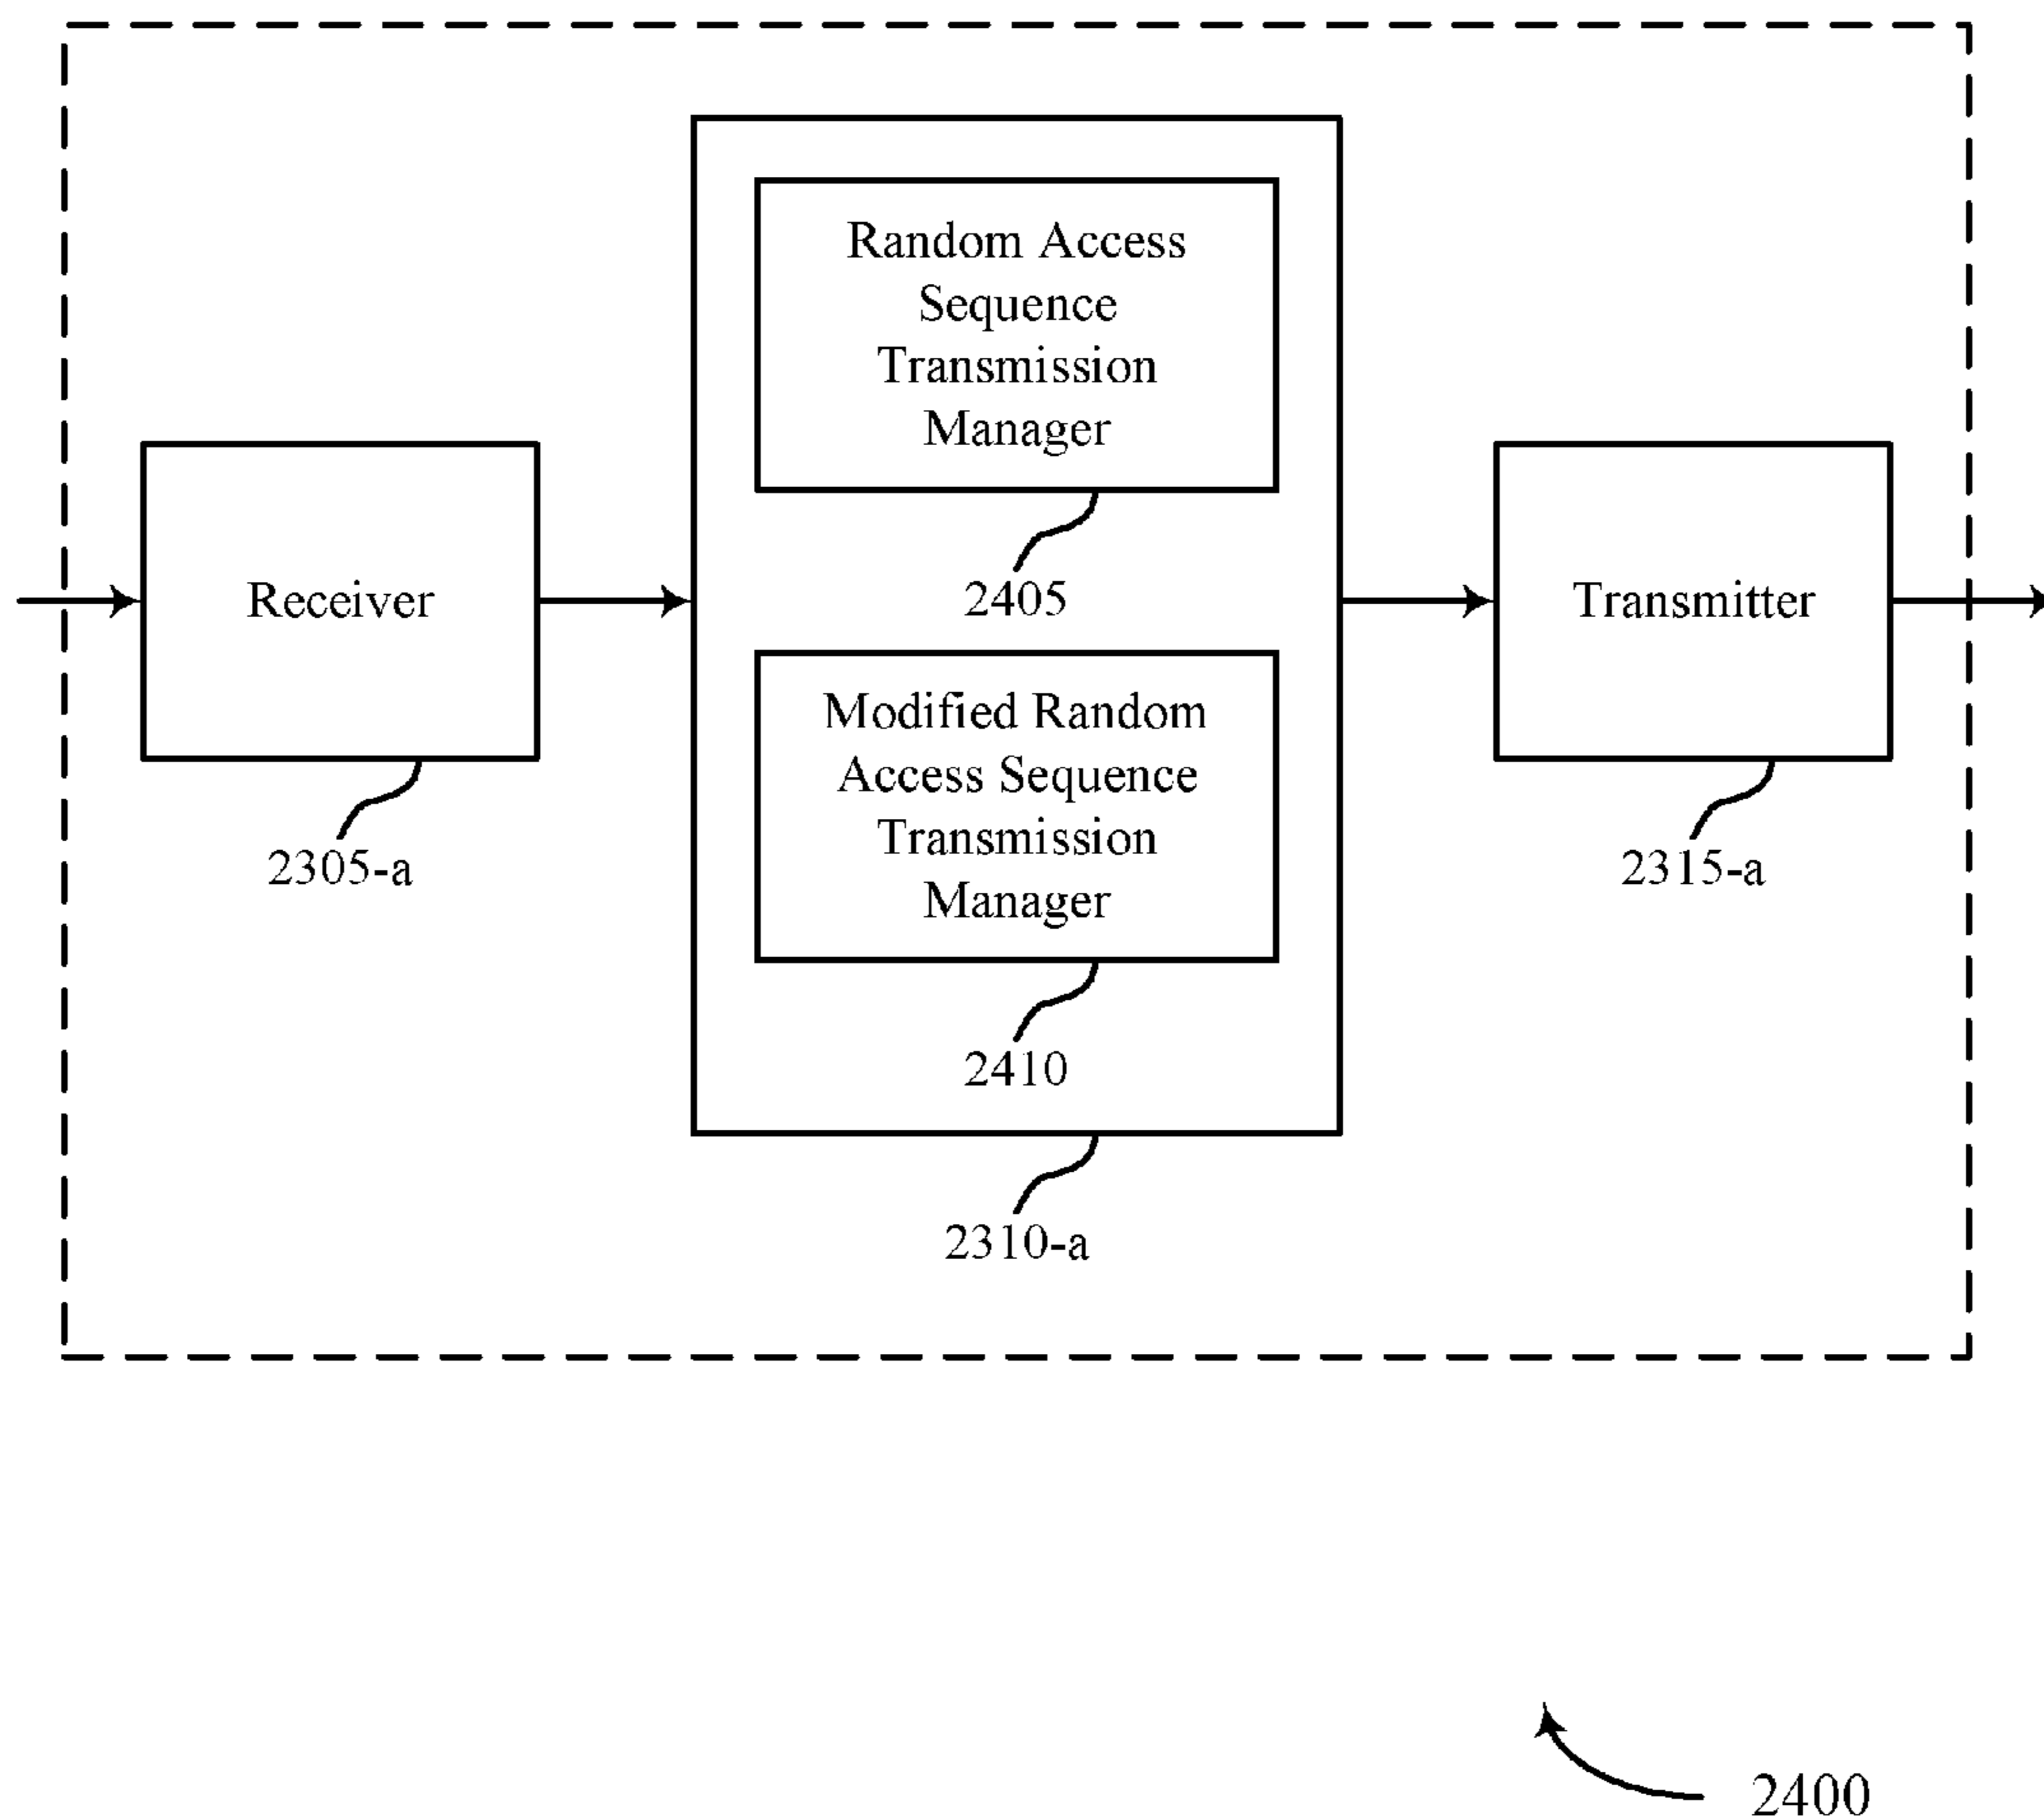 Random Access
Sequence
Transmission
Manager
2405
Receiver
2305-a
Modified Random
Access Sequence
Transmission
Manager
2410
2310-a
Transmitter
2315-a
2400